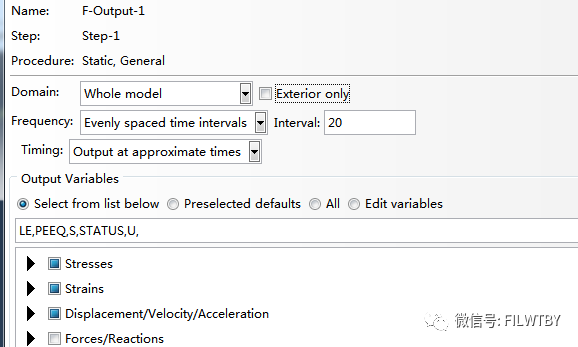 Name: F-Output-1
Step: Step-1
Procedure: Static, General
Domain: Whole model Exterior only
Frequency: Evenly spaced time intervals Interval: 20
Timing: Output at approximate times
Output Variables
Select from list below Preselected defaults All Edit variables
LE,PEEQ,S,STATUS,U,
Stresses
Strains
Displacement/Velocity/Acceleration
Forces/Reactions
微信号: FILWTBY